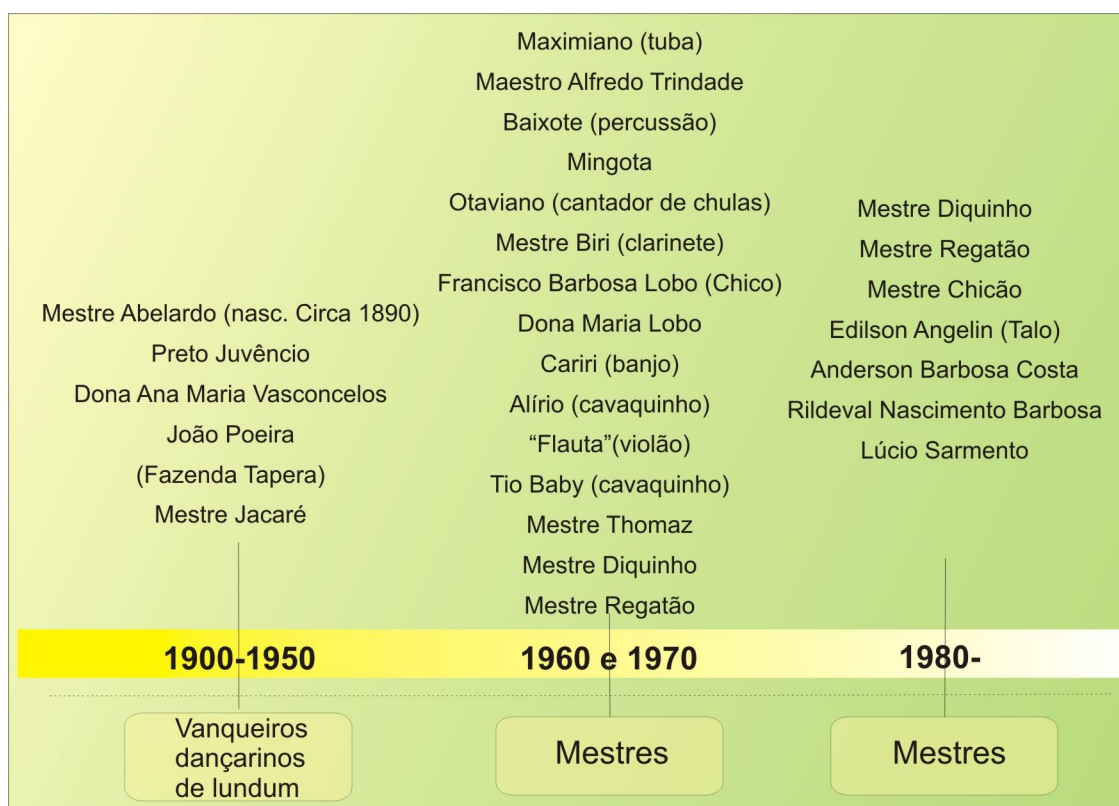 Mestre Abelardo (nasc. Circa 1890)
Preto Juvêncio
Dona Ana Maria Vasconcelos
João Poeira
(Fazenda Tapera)
Mestre Jacaré
Maximiano (tuba)
Maestro Alfredo Trindade
Baixote (percussão)
Mingota
Otaviano (cantador de chulas)
Mestre Biri (clarinete)
Francisco Barbosa Lobo (Chico)
Dona Maria Lobo
Cariri (banjo)
Alírio (cavaquinho)
“Flauta”(violão)
Tio Baby (cavaquinho)
Mestre Thomaz
Mestre Diquinho
Mestre Regatão
Mestre Diquinho
Mestre Regatão
Mestre Chicão
Edilson Angelin (Talo)
Anderson Barbosa Costa
Rildeval Nascimento Barbosa
Lúcio Sarmento
1900-1950
1960 e 1970
1980-
Vanqueiros
dançarinos
de lundum
Mestres
Mestres